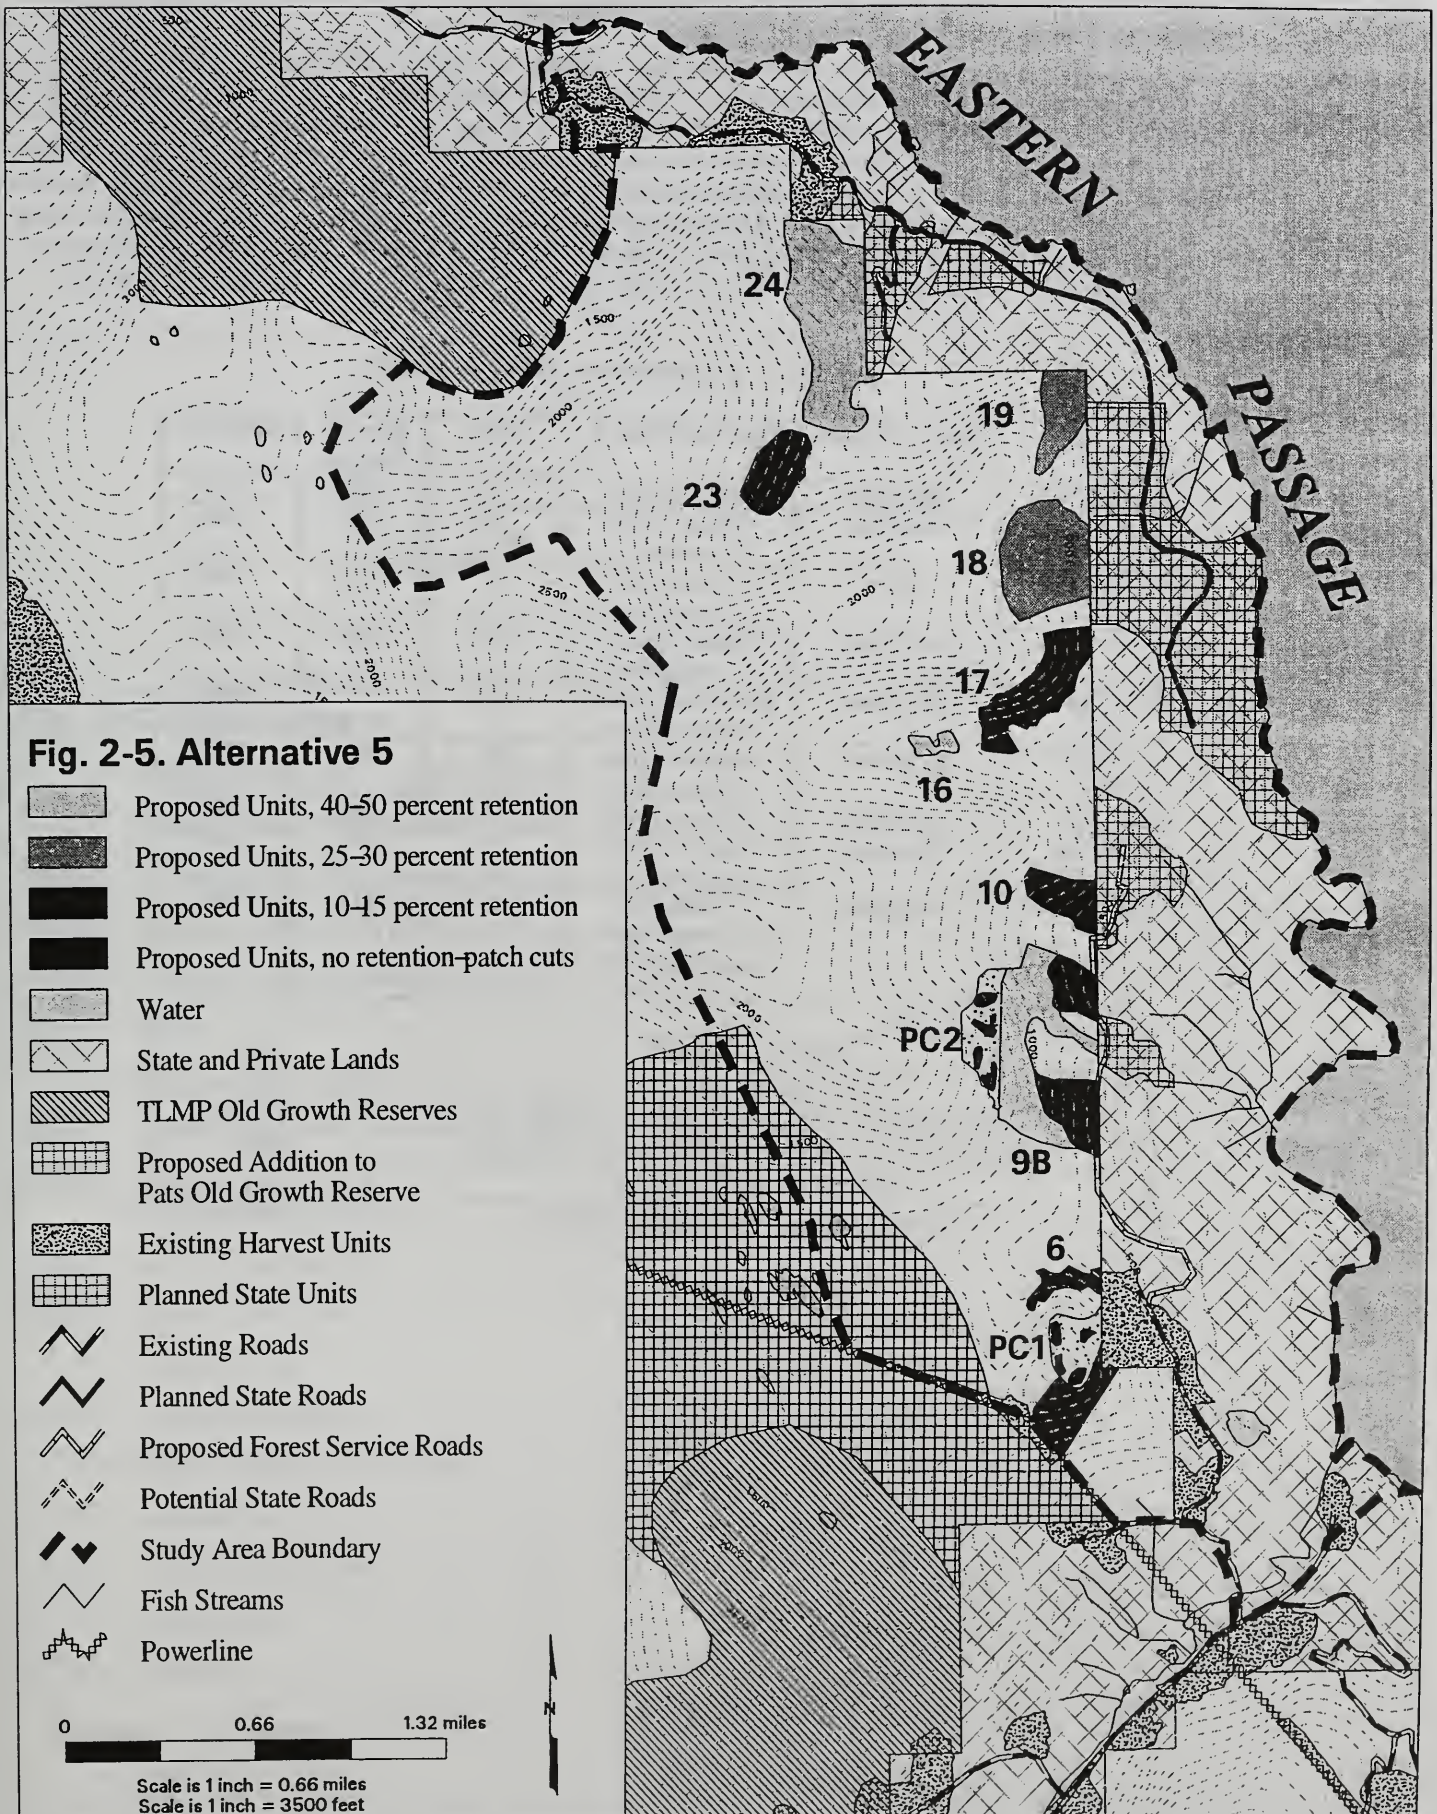 EASTERN
PASSAGE
500
1000
2000
1500
2000
24
19
23
18
2500
2000
2000
17
16
10
2000
PC2
1500
9B
6
PC1
Fig. 2-5. Alternative 5
Proposed Units, 40-50 percent retention
Proposed Units, 25-30 percent retention
Proposed Units, 10-15 percent retention
Proposed Units, no retention-patch cuts
Water
State and Private Lands
TLMP Old Growth Reserves
Proposed Addition to
Pats Old Growth Reserve
Existing Harvest Units
Planned State Units
Existing Roads
Planned State Roads
Proposed Forest Service Roads
Potential State Roads
Study Area Boundary
Fish Streams
Powerline
0 0.66 1.32 miles
N
Scale is 1 inch = 0.66 miles
Scale is 1 inch = 3500 feet